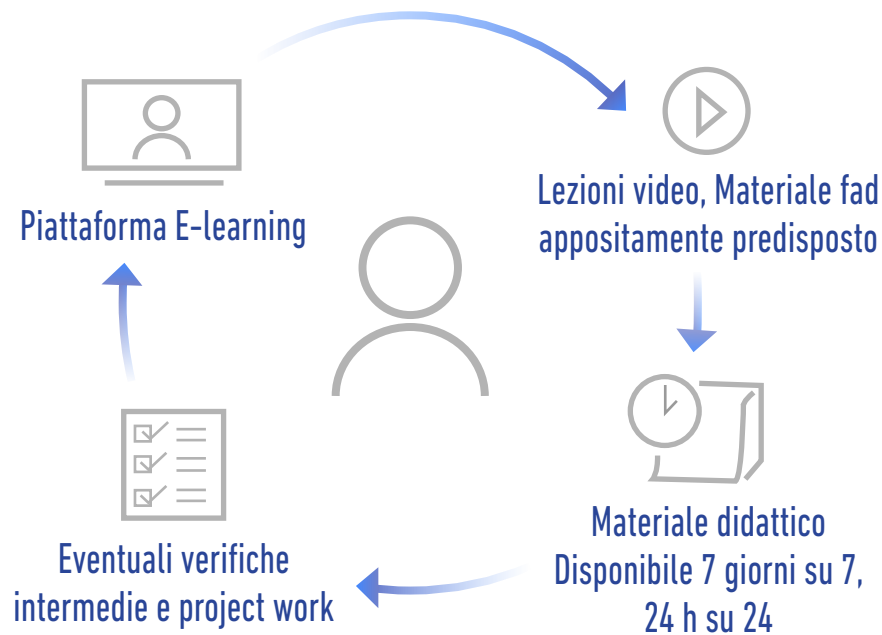 Piattaforma E-learning
Lezioni video, Materiale fad
appositamente predisposto
Materiale didattico
Disponibile 7 giorni su 7,
24 h su 24
Eventuali verifiche
intermedie e project work